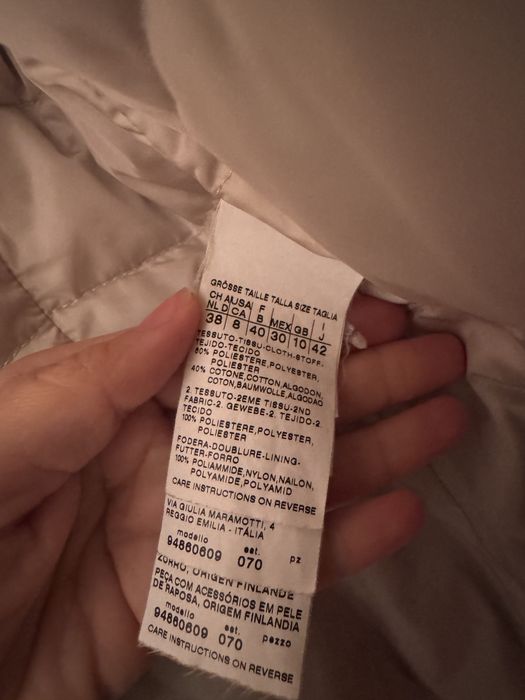 GRÖSSE TAILLE TALLA SIZE TAGLIA
CH A USA F
NL D CA B MEX GB I
38 8 40 30 10 42
TESSUTO-TISSU-CLOTH-STOFF-
TEJIDO-TECIDO
60% POLIESTERE,POLYESTER,
POLIESTER
40% COTONE,COTTON,ALGODON,
COTON,BAUMWOLLE,ALGODAO
2. TESSUTO-2EME TISSU-2ND
FABRIC-2. GEWEBE-2. TEJIDO-2.
TECIDO
100% POLIESTERE,POLYESTER,
POLIESTER
FODERA-DOUBLURE-LINING-
FUTTER-FORRO
100% POLIAMMIDE,NYLON,NAILON,
POLYAMIDE,POLYAMID
CARE INSTRUCTIONS ON REVERSE
VIA GIULIA MARAMOTTI, 4
REGGIO EMILIA - ITALIA
modello cat. pz
94860609 070
ZORRO, ORIGEN FINLANDE
PEÇA COM ACESSÓRIOS EM PELE
DE RAPOSA, ORIGEM FINLANDIA
modello cat. pezzo
94860609 070
CARE INSTRUCTIONS ON REVERSE